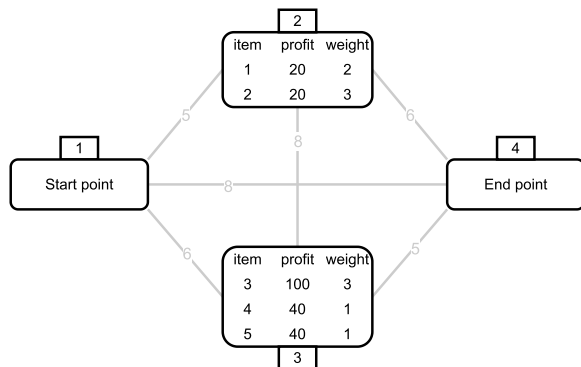 2
item profit weight
1 20 2
2 20 3
5
6
1
8
4
Start point
8
End point
6
5
item profit weight
3 100 3
4 40 1
5 40 1
3